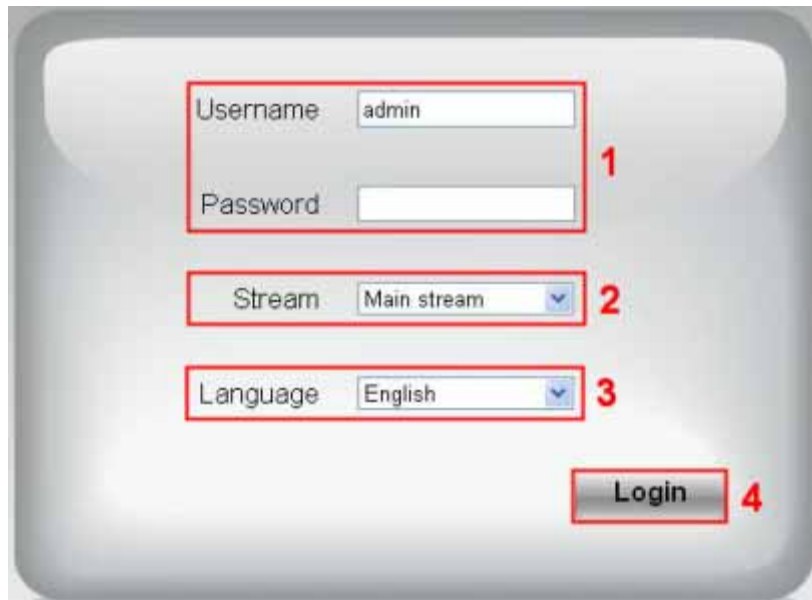 Username admin
1
Password
Stream Main stream 2
Language English 3
Login 4